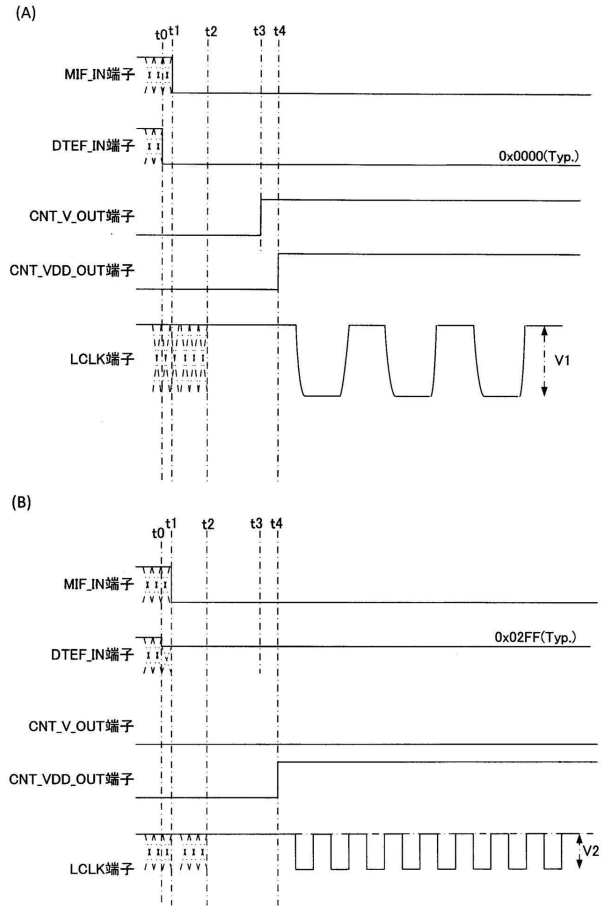 (A)
t0 t1 t2 t3 t4
MIF_IN端子
DTEF_IN端子
0x0000(Typ.)
CNT_V_OUT端子
CNT_VDD_OUT端子
LCLK端子
V1
(B)
t0 t1 t2 t3 t4
MIF_IN端子
DTEF_IN端子
0x02FF(Typ.)
CNT_V_OUT端子
CNT_VDD_OUT端子
LCLK端子
V2